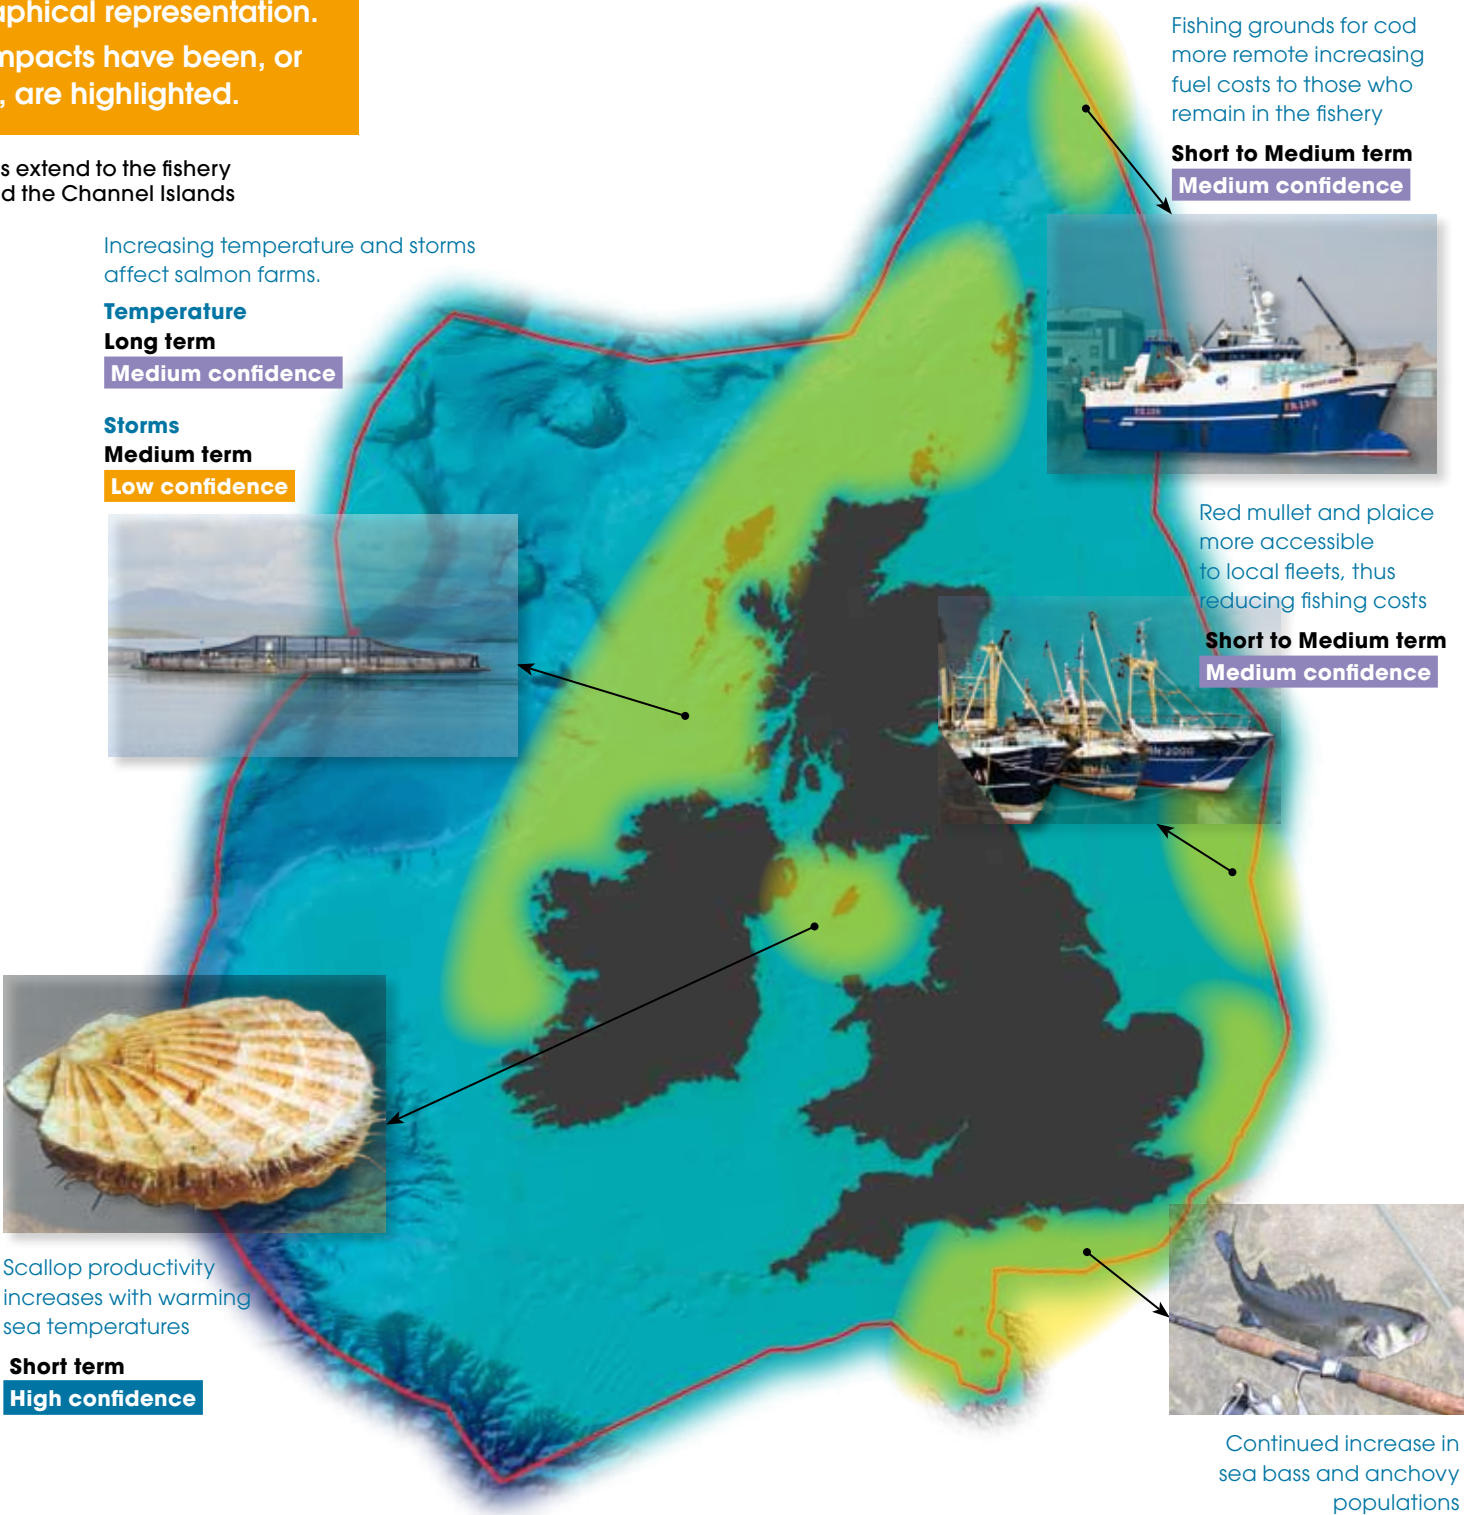 aphical representation.
mpacts have been, or
, are highlighted.
s extend to the fishery
d the Channel Islands
Fishing grounds for cod
more remote increasing
fuel costs to those who
remain in the fishery
Short to Medium term
Medium confidence
Increasing temperature and storms
affect salmon farms.
Temperature
Long term
Medium confidence
Storms
Medium term
Low confidence
Red mullet and plaice
more accessible
to local fleets, thus
reducing fishing costs
Short to Medium term
Medium confidence
Scallop productivity
increases with warming
sea temperatures
Short term
High confidence
Continued increase in
sea bass and anchovy
populations